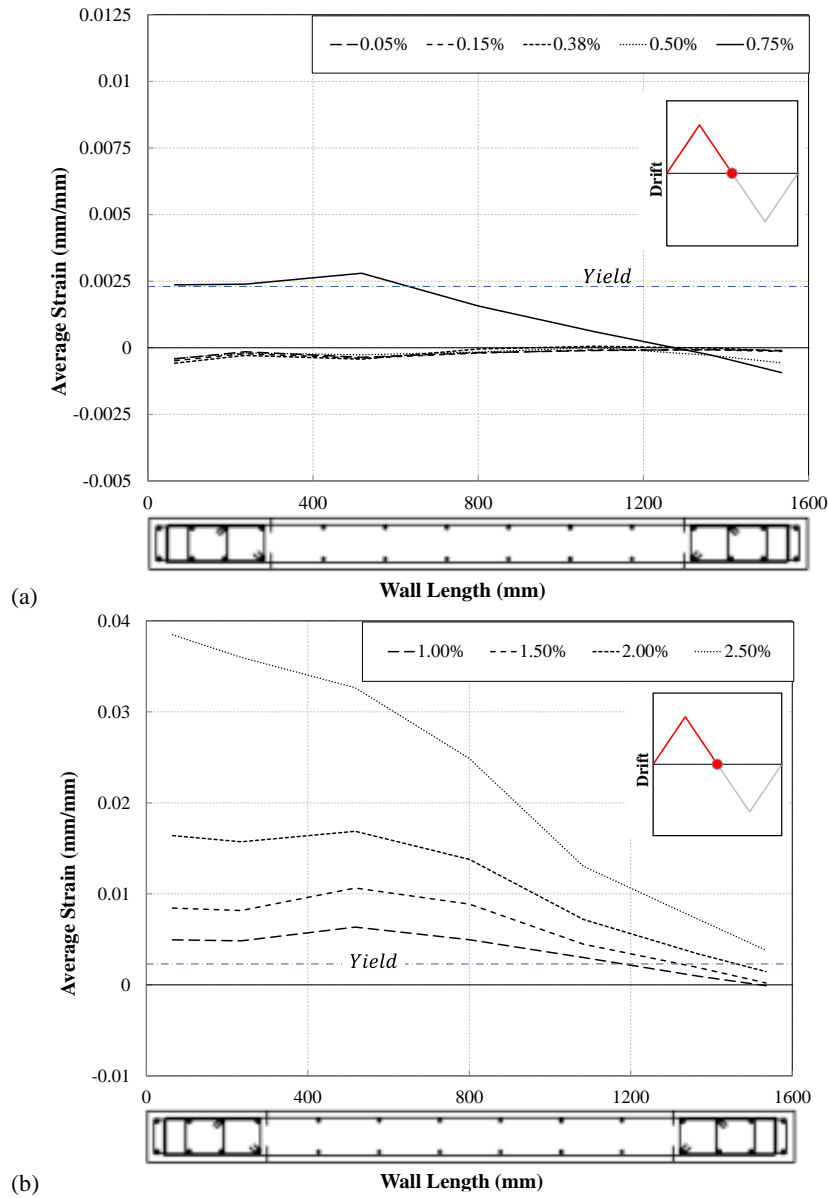 0.05% 0.15% 0.38% 0.50% 0.75%
0.0125
0.01
0.0075
0.005
0.0025
0
-0.0025
-0.005
Average Strain (mm/mm)
Drift
Yield
0 400 800 1200 1600
Wall Length (mm)
(a)
1.00% 1.50% 2.00% 2.50%
0.04
0.03
0.02
0.01
0
-0.01
Average Strain (mm/mm)
Drift
Yield
0 400 800 1200 1600
Wall Length (mm)
(b)